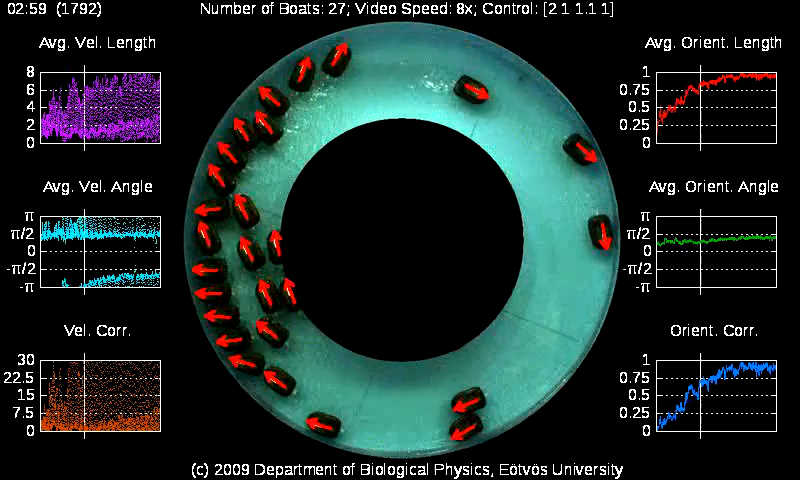 02:59 (1792) Number of Boats: 27; Video Speed: 8x; Control: [2 1 1.1 1]
Avg. Vel. Length
8
6
4
2
0
Avg. Vel. Angle
π
π/2
0
-π/2
-π
Vel. Corr.
30
22.5
15
7.5
0
Avg. Orient. Length
1
0.75
0.5
0.25
0
Avg. Orient. Angle
π
π/2
0
-π/2
-π
Orient. Corr.
1
0.75
0.5
0.25
0
(c) 2009 Department of Biological Physics, Eötvös University